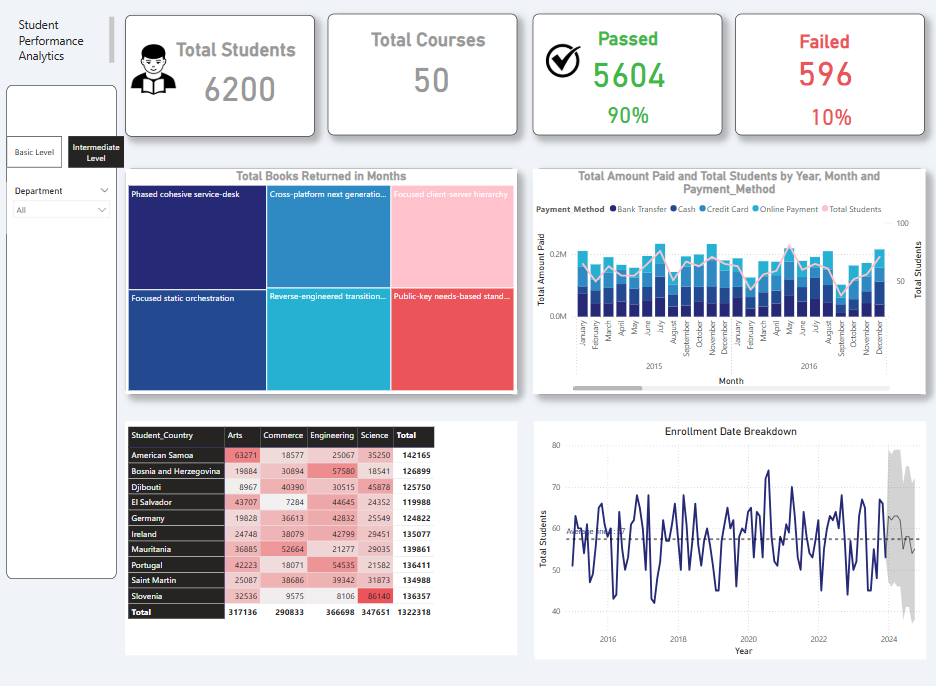 Student
Performance
Analytics
Total Students
6200
Total Courses
50
Passed
5604
90%
Failed
596
10%
Basic Level
Intermediate
Level
Department
All
Total Books Returned in Months
Phased cohesive service-desk
Cross-platform next generatio...
Focused client-server hierarchy
Focused static orchestration
Reverse-engineered transition...
Public-key needs-based stand...
Total Amount Paid and Total Students by Year, Month and
Payment_Method
Payment Method Bank Transfer Cash Credit Card Online Payment Total Students
Total Amount Paid
0.2M
0.0M
100
50
Total Students
January February March April May June July August September October November December January February March April May June July August September October November December
2015 2016
Month
Student_Country Arts Commerce Engineering Science Total
American Samoa 63271 18577 25067 35250 142165
Bosnia and Herzegovina 19884 30894 57580 18541 126899
Djibouti 8967 40390 30515 45878 125750
El Salvador 43707 7284 44645 24352 119988
Germany 19828 36613 42832 25549 124822
Ireland 24748 38079 42799 29451 135077
Mauritania 36885 52664 21277 29035 139861
Portugal 42223 18071 54535 21582 136411
Saint Martin 25087 38686 39342 31873 134988
Slovenia 32536 9575 8106 86140 136357
Total 317136 290833 366698 347651 1322318
Enrollment Date Breakdown
Total Students
80
70
60
50
40
2016 2018 2020 2022 2024
Year